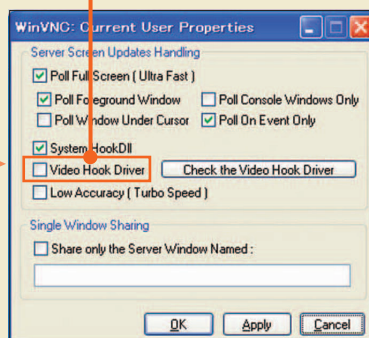 WinVNC: Current User Properties
Server Screen Updates Handling
Poll Full Screen ( Ultra Fast )
Poll Foreground Window
Poll Console Windows Only
Poll Window Under Cursor
Poll On Event Only
System HookDll
Video Hook Driver
Check the Video Hook Driver
Low Accuracy ( Turbo Speed )
Single Window Sharing
Share only the Server Window Named :
OK
Apply
Cancel